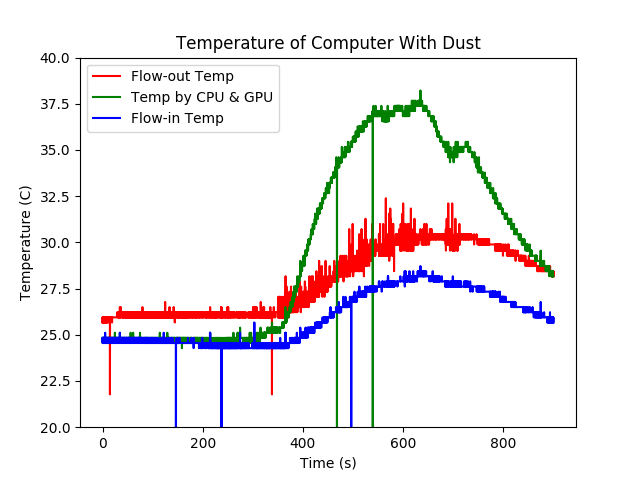 Temperature of Computer With Dust
Flow-out Temp
Temp by CPU & GPU
Flow-in Temp
Temperature (C)
40.0
37.5
35.0
32.5
30.0
27.5
25.0
22.5
20.0
0 200 400 600 800
Time (s)